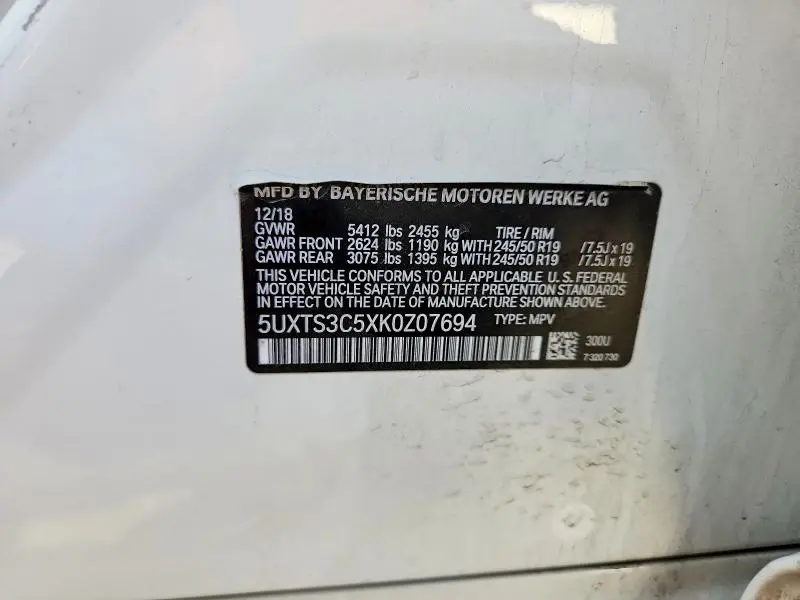 MFD BY BAYERISCHE MOTOREN WERKE AG
12/18
GVWR 5412 lbs 2455 kg TIRE / RIM
GAWR FRONT 2624 lbs 1190 kg WITH 245/50 R19 /7.5J x 19
GAWR REAR 3075 lbs 1395 kg WITH 245/50 R19 /7.5J x 19
THIS VEHICLE CONFORMS TO ALL APPLICABLE U.S. FEDERAL
MOTOR VEHICLE SAFETY AND THEFT PREVENTION STANDARDS
IN EFFECT ON THE DATE OF MANUFACTURE SHOWN ABOVE.
5UXTS3C5XK0Z07694 TYPE: MPV
300U
7 320 730